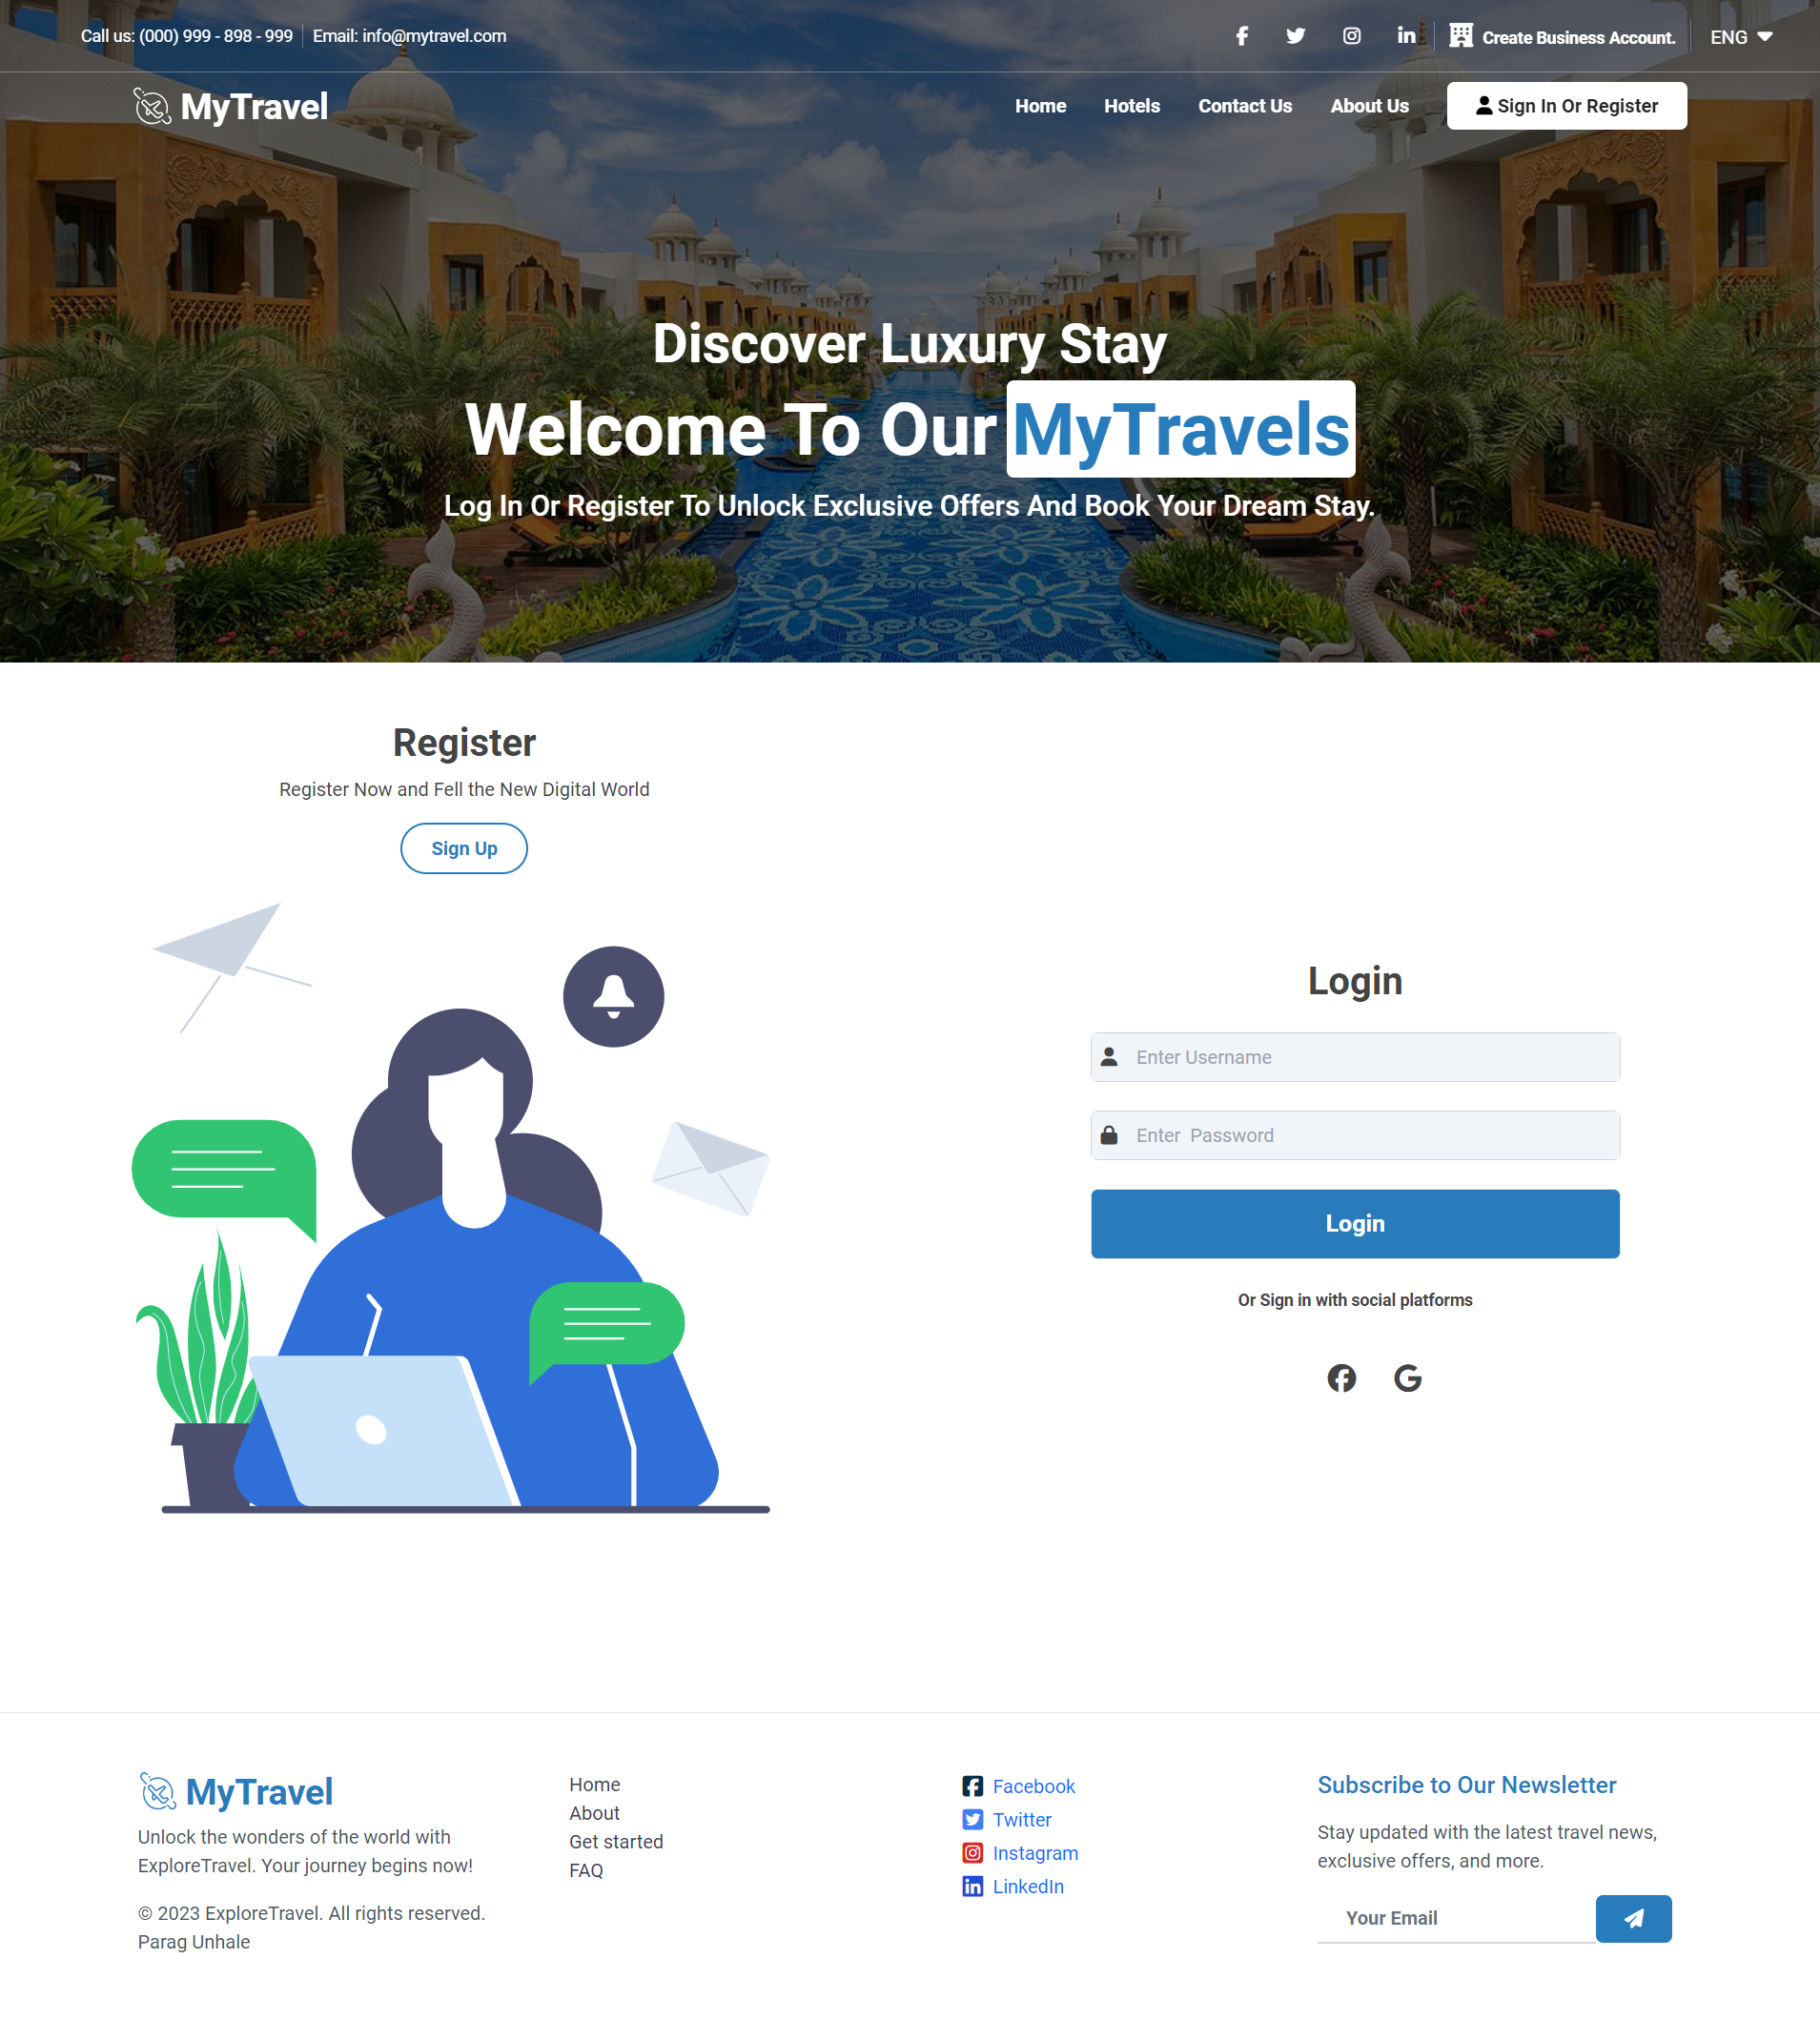 Call us: (000) 999 - 898 - 999 Email: info@mytravel.com Create Business Account. ENG
MyTravel Home Hotels Contact Us About Us Sign In Or Register
Discover Luxury Stay
Welcome To Our MyTravels
Log In Or Register To Unlock Exclusive Offers And Book Your Dream Stay.
Register
Register Now and Fell the New Digital World
Sign Up
Login
Enter Username
Enter  Password
Login
Or Sign in with social platforms
MyTravel
Unlock the wonders of the world with
ExploreTravel. Your journey begins now!
© 2023 ExploreTravel. All rights reserved.
Parag Unhale
Home
About
Get started
FAQ
Facebook
Twitter
Instagram
LinkedIn
Subscribe to Our Newsletter
Stay updated with the latest travel news,
exclusive offers, and more.
Your Email